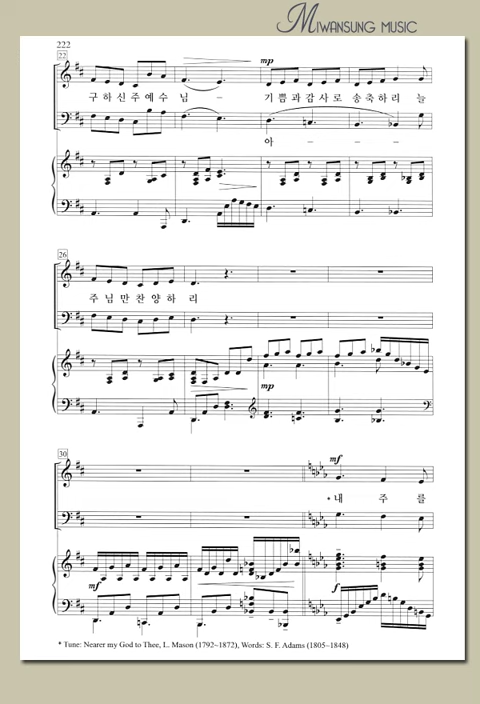 MIWANSUNG MUSIC
222
22
mp
구 하 신 주 예 수 님 – 기 쁨 과 감 사 로 송 축 하 리 늘
아 – – –
26
주 님 만 찬 양 하 리
mp
30
mf
* 내 주 를
mf
f
* Tune: Nearer my God to Thee, L. Mason (1792~1872), Words: S. F. Adams (1805~1848)